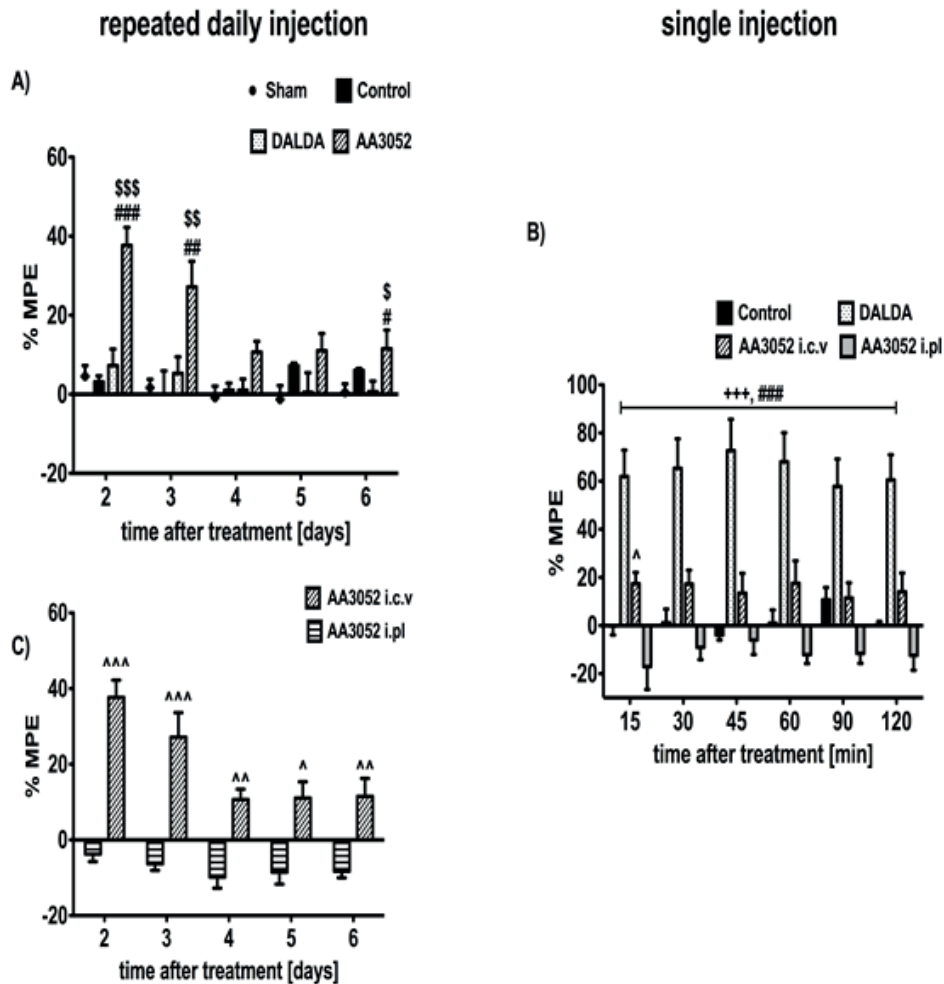 repeated daily injection
single injection
A)
Sham Control
DALDA AA3052
60
40
20
0
-20
% MPE
$$$
###
$$
##
$
#
2 3 4 5 6
time after treatment [days]
B)
Control DALDA
AA3052 i.c.v AA3052 i.pl
100
80
60
40
20
0
-20
% MPE
+++, ###
^
15 30 45 60 90 120
time after treatment [min]
C)
AA3052 i.c.v
AA3052 i.pl
60
40
20
0
-20
% MPE
^^^
^^^
^^
^
^^
2 3 4 5 6
time after treatment [days]